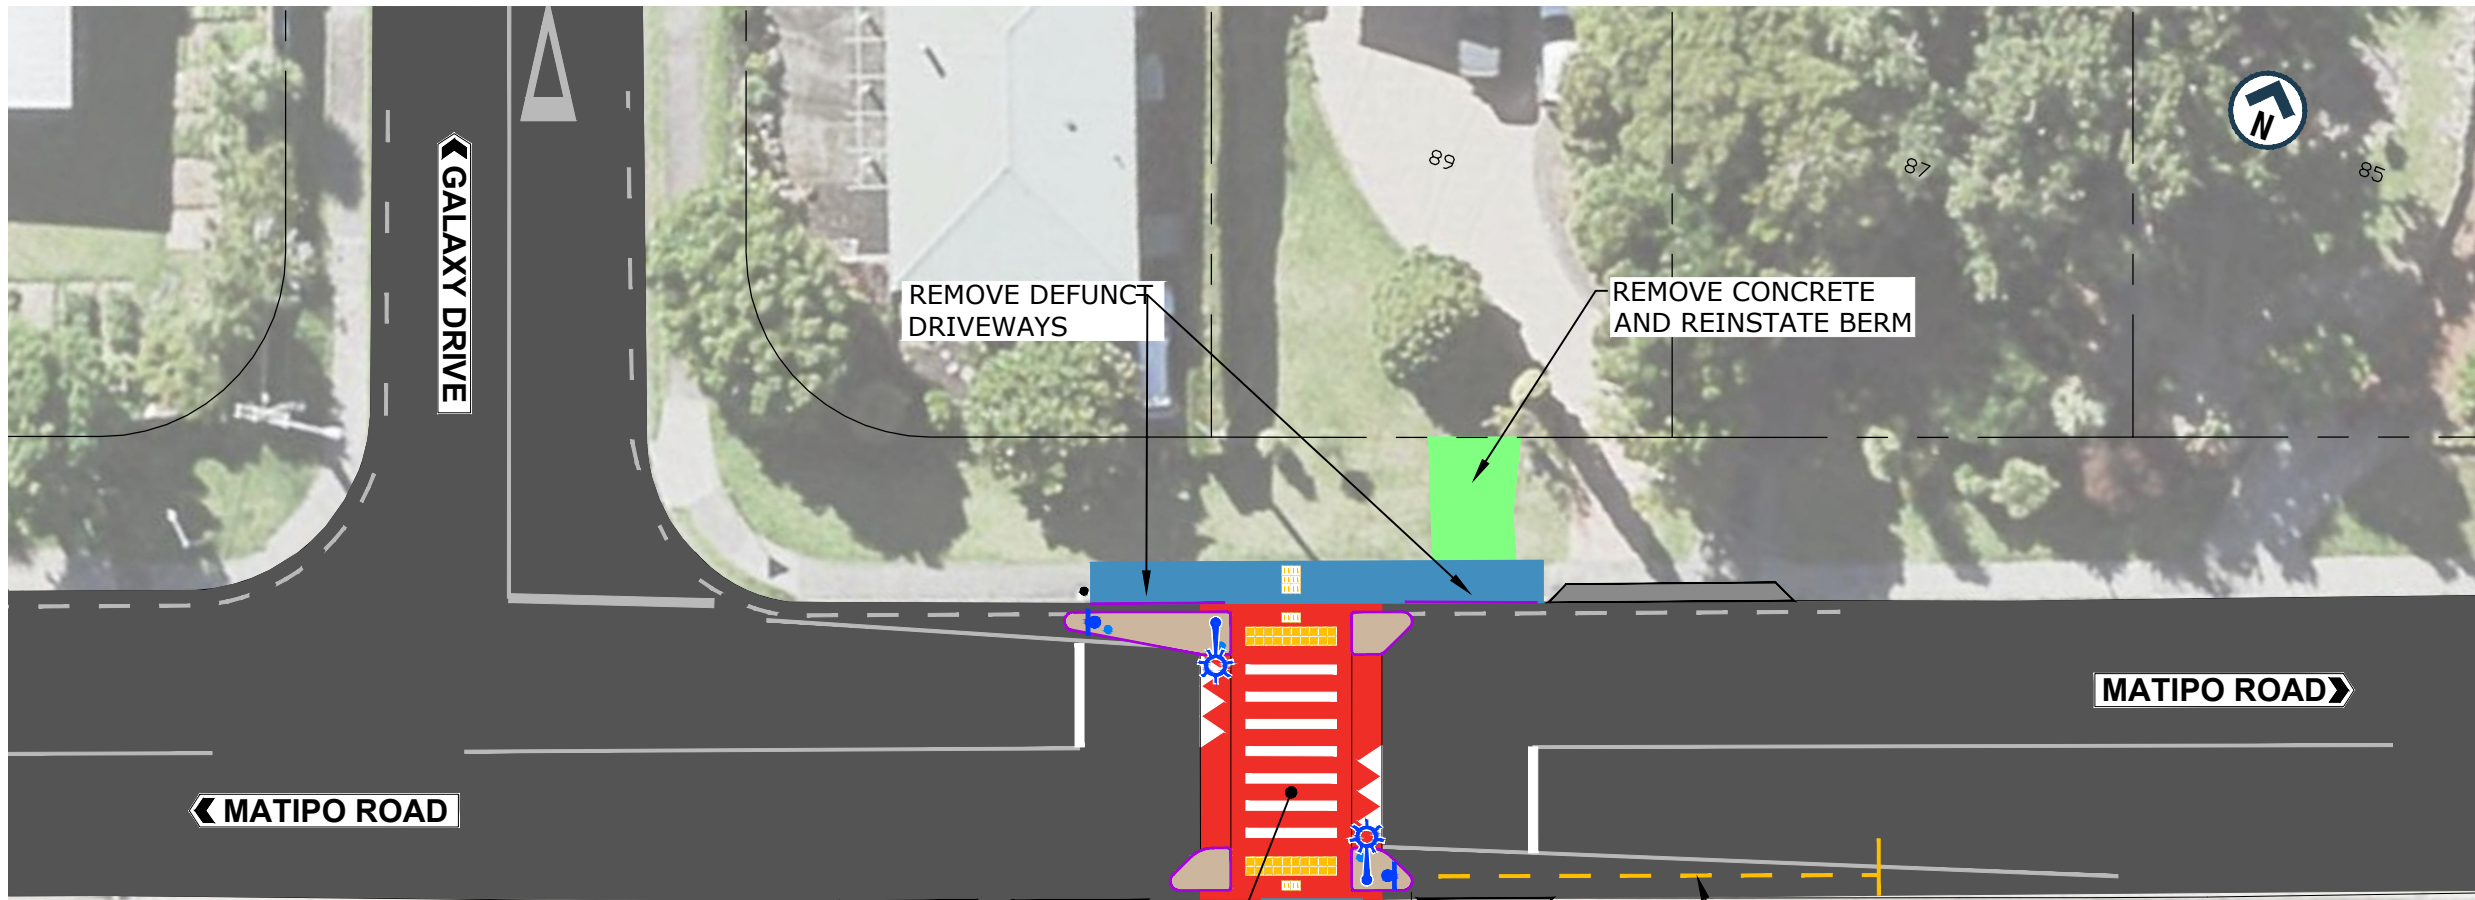 N
89
87
85
GALAXY DRIVE
REMOVE DEFUNCT
DRIVEWAYS
REMOVE CONCRETE
AND REINSTATE BERM
MATIPO ROAD
MATIPO ROAD